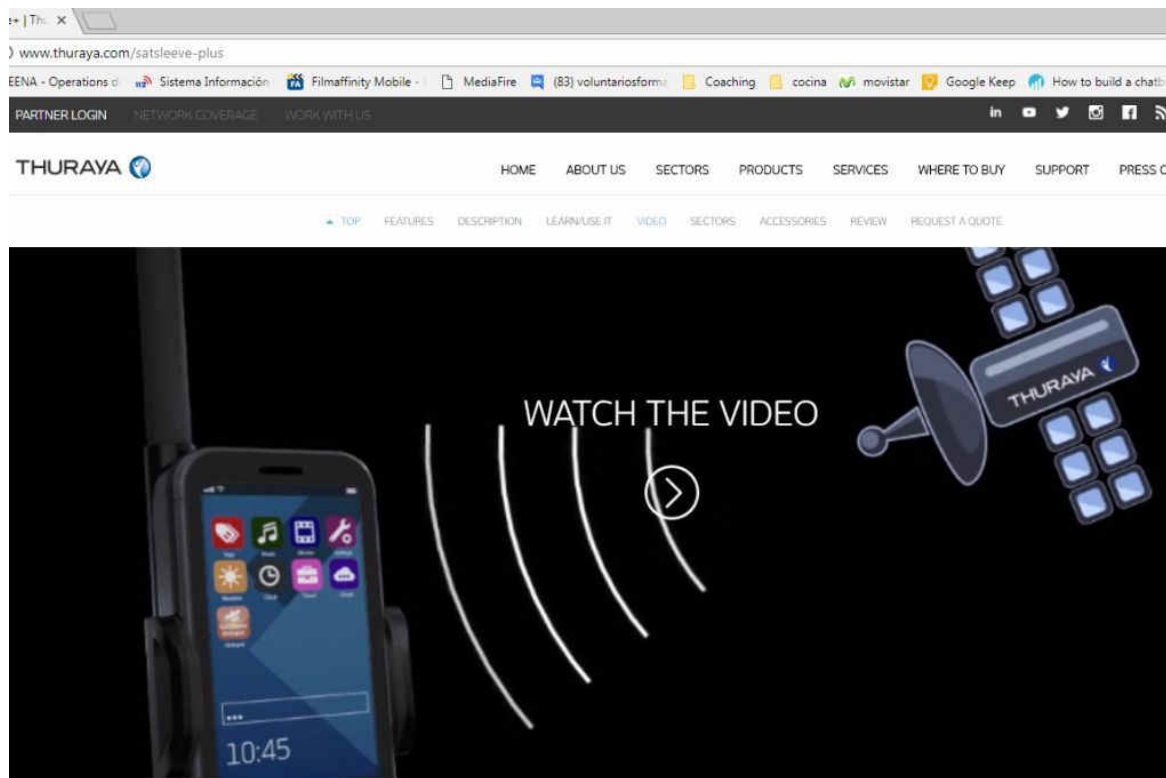 e+ | Th
www.thuraya.com/satsleeve-plus
EENA - Operations d Sistema Información Filmaffinity Mobile - MediaFire (83) voluntariosforma Coaching cocina movistar Google Keep How to build a chatb
PARTNER LOGIN NETWORK COVERAGE WORK WITH US
THURAYA HOME ABOUT US SECTORS PRODUCTS SERVICES WHERE TO BUY SUPPORT PRESS C
TOP FEATURES DESCRIPTION LEARN/USE IT VIDEO SECTORS ACCESSORIES REVIEW REQUEST A QUOTE
THURAYA
WATCH THE VIDEO
10:45